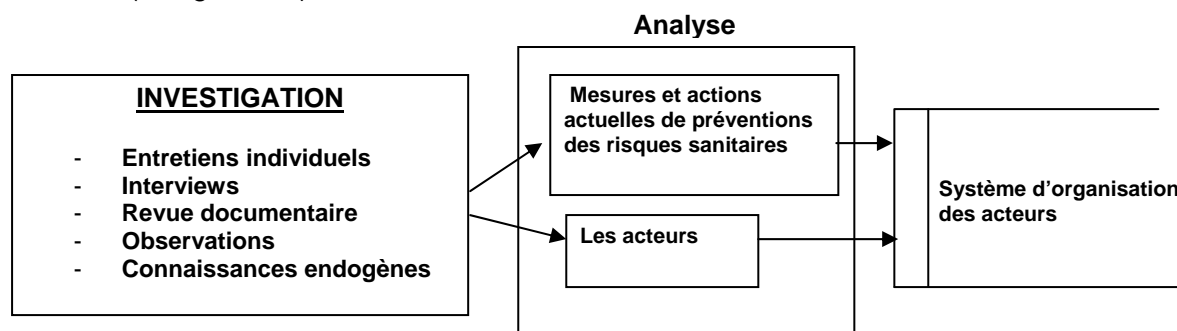 Analyse
INVESTIGATION
- Entretiens individuels
- Interviews
- Revue documentaire
- Observations
- Connaissances endogènes
Mesures et actions
actuelles de préventions
des risques sanitaires
Les acteurs
Système d'organisation
des acteurs